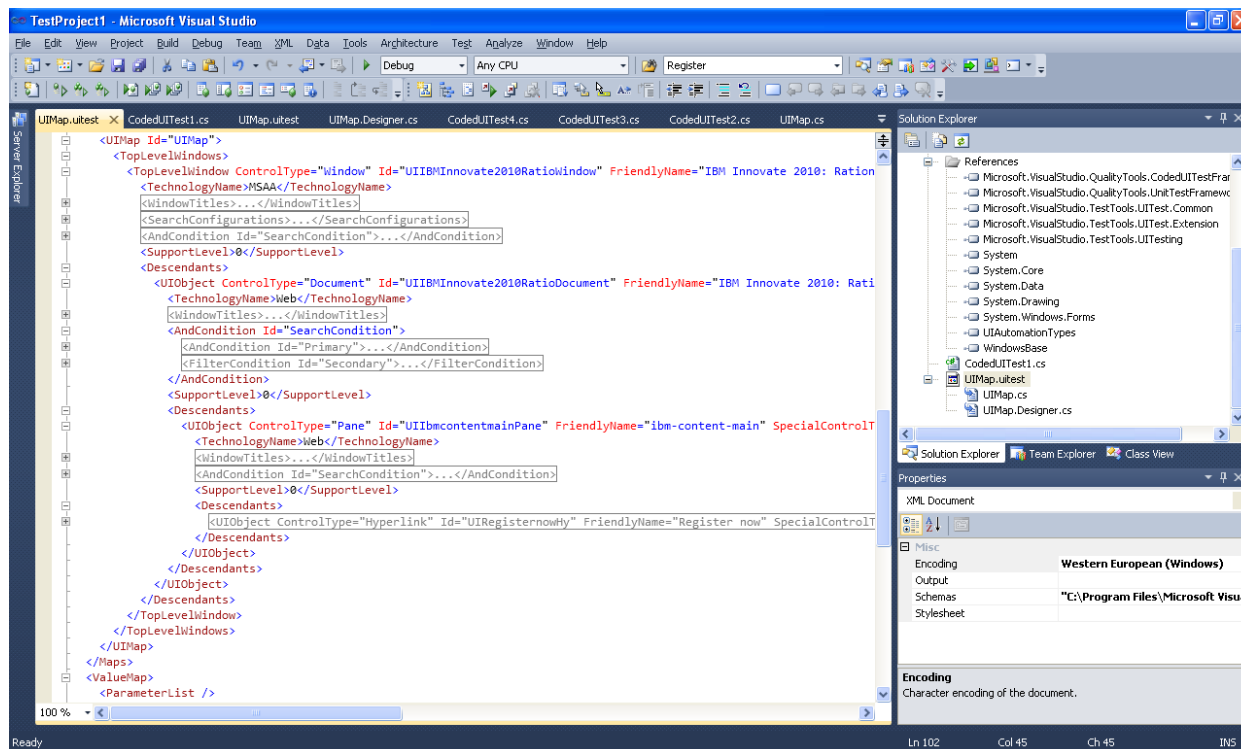 TestProject1 - Microsoft Visual Studio
File Edit View Project Build Debug Team XML Data Tools Architecture Test Analyze Window Help
Debug Any CPU Register
UIMap.uitest CodedUITest1.cs UIMap.uitest UIMap.Designer.cs CodedUITest4.cs CodedUITest3.cs CodedUITest2.cs UIMap.cs
Server Explorer
<UIMap Id="UIMap">
<TopLevelWindows>
<TopLevelWindow ControlType="Window" Id="UIIBMInnovate2010RatioWindow" FriendlyName="IBM Innovate 2010: Ration
<TechnologyName>MSAA</TechnologyName>
<WindowTitles>...</WindowTitles>
<SearchConfigurations>...</SearchConfigurations>
<AndCondition Id="SearchCondition">...</AndCondition>
<SupportLevel>0</SupportLevel>
<Descendants>
<UIObject ControlType="Document" Id="UIIBMInnovate2010RatioDocument" FriendlyName="IBM Innovate 2010: Rati
<TechnologyName>Web</TechnologyName>
<WindowTitles>...</WindowTitles>
<AndCondition Id="SearchCondition">
<AndCondition Id="Primary">...</AndCondition>
<FilterCondition Id="Secondary">...</FilterCondition>
</AndCondition>
<SupportLevel>0</SupportLevel>
<Descendants>
<UIObject ControlType="Pane" Id="UIIbmcontentmainPane" FriendlyName="ibm-content-main" SpecialControlT
<TechnologyName>Web</TechnologyName>
<WindowTitles>...</WindowTitles>
<AndCondition Id="SearchCondition">...</AndCondition>
<SupportLevel>0</SupportLevel>
<Descendants>
<UIObject ControlType="Hyperlink" Id="UIRegisternowHy" FriendlyName="Register now" SpecialControlT
</Descendants>
</UIObject>
</Descendants>
</UIObject>
</Descendants>
</TopLevelWindow>
</TopLevelWindows>
</UIMap>
</Maps>
<ValueMap>
<ParameterList />
100 %
Solution Explorer
References
Microsoft.VisualStudio.QualityTools.CodedUITestFrar
Microsoft.VisualStudio.QualityTools.UnitTestFramewo
Microsoft.VisualStudio.TestTools.UITest.Common
Microsoft.VisualStudio.TestTools.UITest.Extension
Microsoft.VisualStudio.TestTools.UITesting
System
System.Core
System.Data
System.Drawing
System.Windows.Forms
UIAutomationTypes
WindowsBase
CodedUITest1.cs
UIMap.uitest
UIMap.cs
UIMap.Designer.cs
Solution Explorer Team Explorer Class View
Properties
XML Document
Misc
Encoding Western European (Windows)
Output
Schemas "C:\Program Files\Microsoft Visua
Stylesheet
Encoding
Character encoding of the document.
Ready Ln 102 Col 45 Ch 45 INS